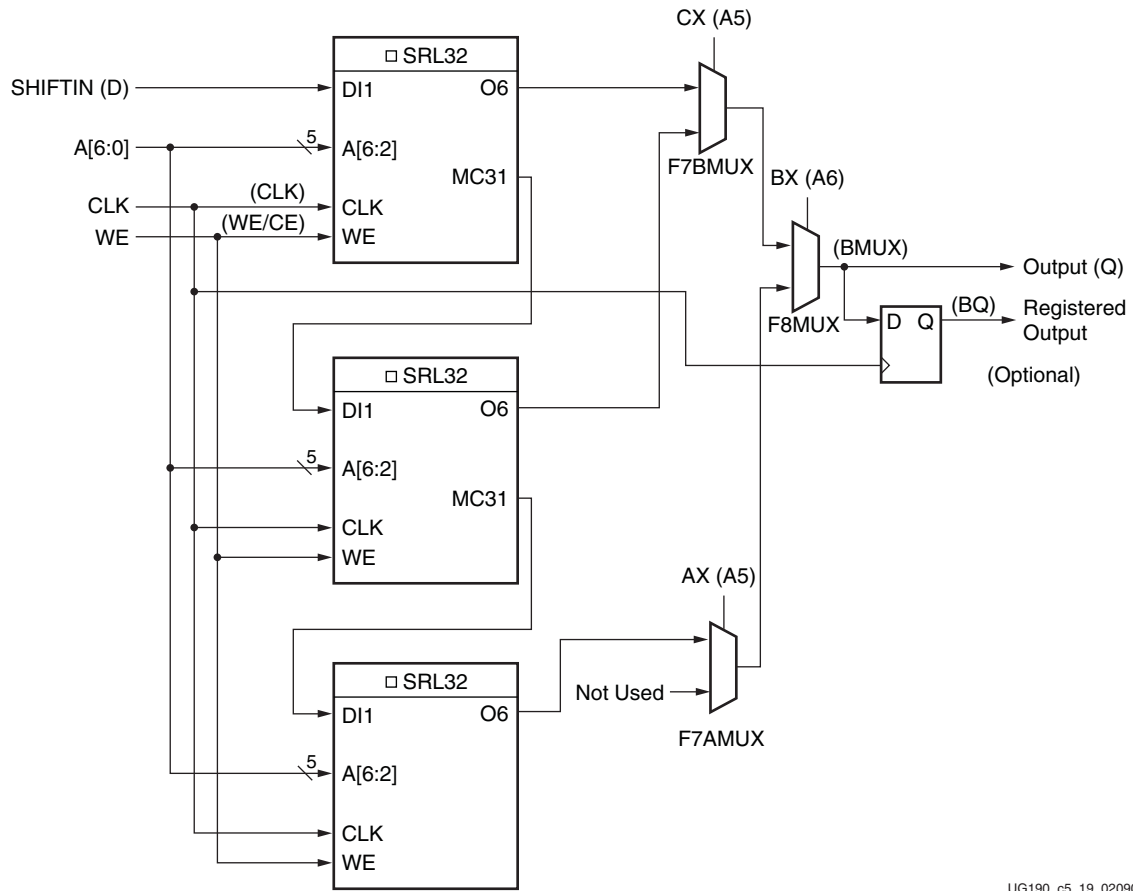 CX (A5)
□ SRL32
SHIFTIN (D)
DI1
O6
A[6:0]
5
A[6:2]
MC31
F7BMUX
BX (A6)
CLK
(CLK)
CLK
WE
(WE/CE)
WE
(BMUX)
Output (Q)
F8MUX
D Q
(BQ)
Registered
Output
(Optional)
□ SRL32
DI1
O6
5
A[6:2]
MC31
CLK
WE
AX (A5)
□ SRL32
Not Used
DI1
O6
F7AMUX
5
A[6:2]
CLK
WE